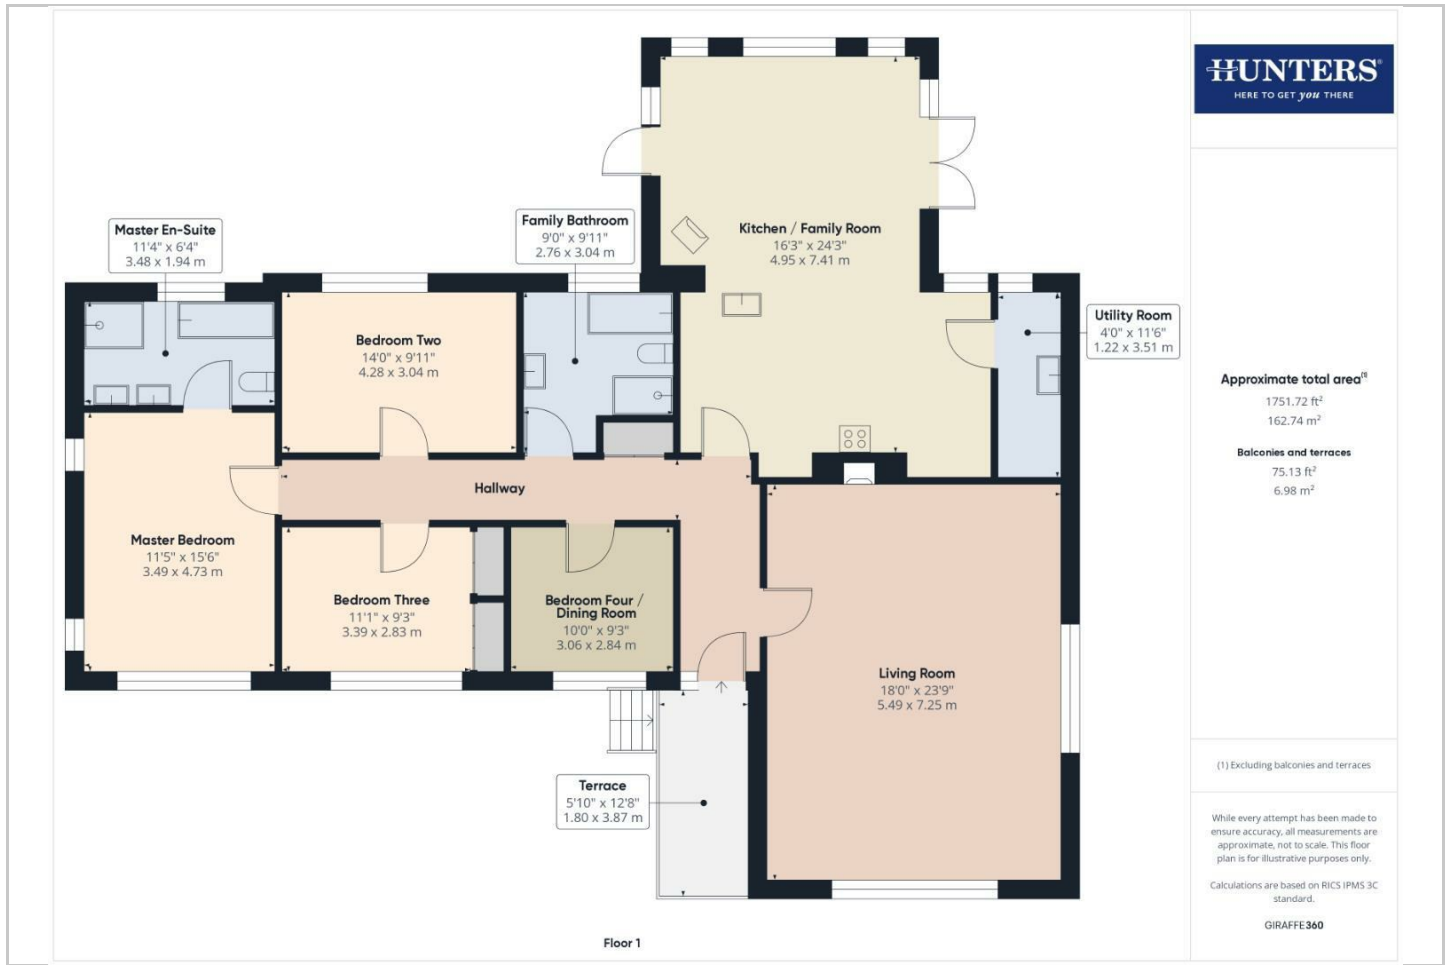 HUNTERS®
HERE TO GET you THERE
Kitchen / Family Room
16'3" x 24'3"
4.95 x 7.41 m
Family Bathroom
9'0" x 9'11"
2.76 x 3.04 m
Master En-Suite
11'4" x 6'4"
3.48 x 1.94 m
Utility Room
4'0" x 11'6"
1.22 x 3.51 m
Bedroom Two
14'0" x 9'11"
4.28 x 3.04 m
Hallway
Master Bedroom
11'5" x 15'6"
3.49 x 4.73 m
Bedroom Three
11'1" x 9'3"
3.39 x 2.83 m
Bedroom Four /
Dining Room
10'0" x 9'3"
3.06 x 2.84 m
Living Room
18'0" x 23'9"
5.49 x 7.25 m
Terrace
5'10" x 12'8"
1.80 x 3.87 m
Floor 1
Approximate total area⁽¹⁾
1751.72 ft²
162.74 m²
Balconies and terraces
75.13 ft²
6.98 m²
(1) Excluding balconies and terraces
While every attempt has been made to
ensure accuracy, all measurements are
approximate, not to scale. This floor
plan is for illustrative purposes only.
Calculations are based on RICS IPMS 3C
standard.
GIRAFFE360